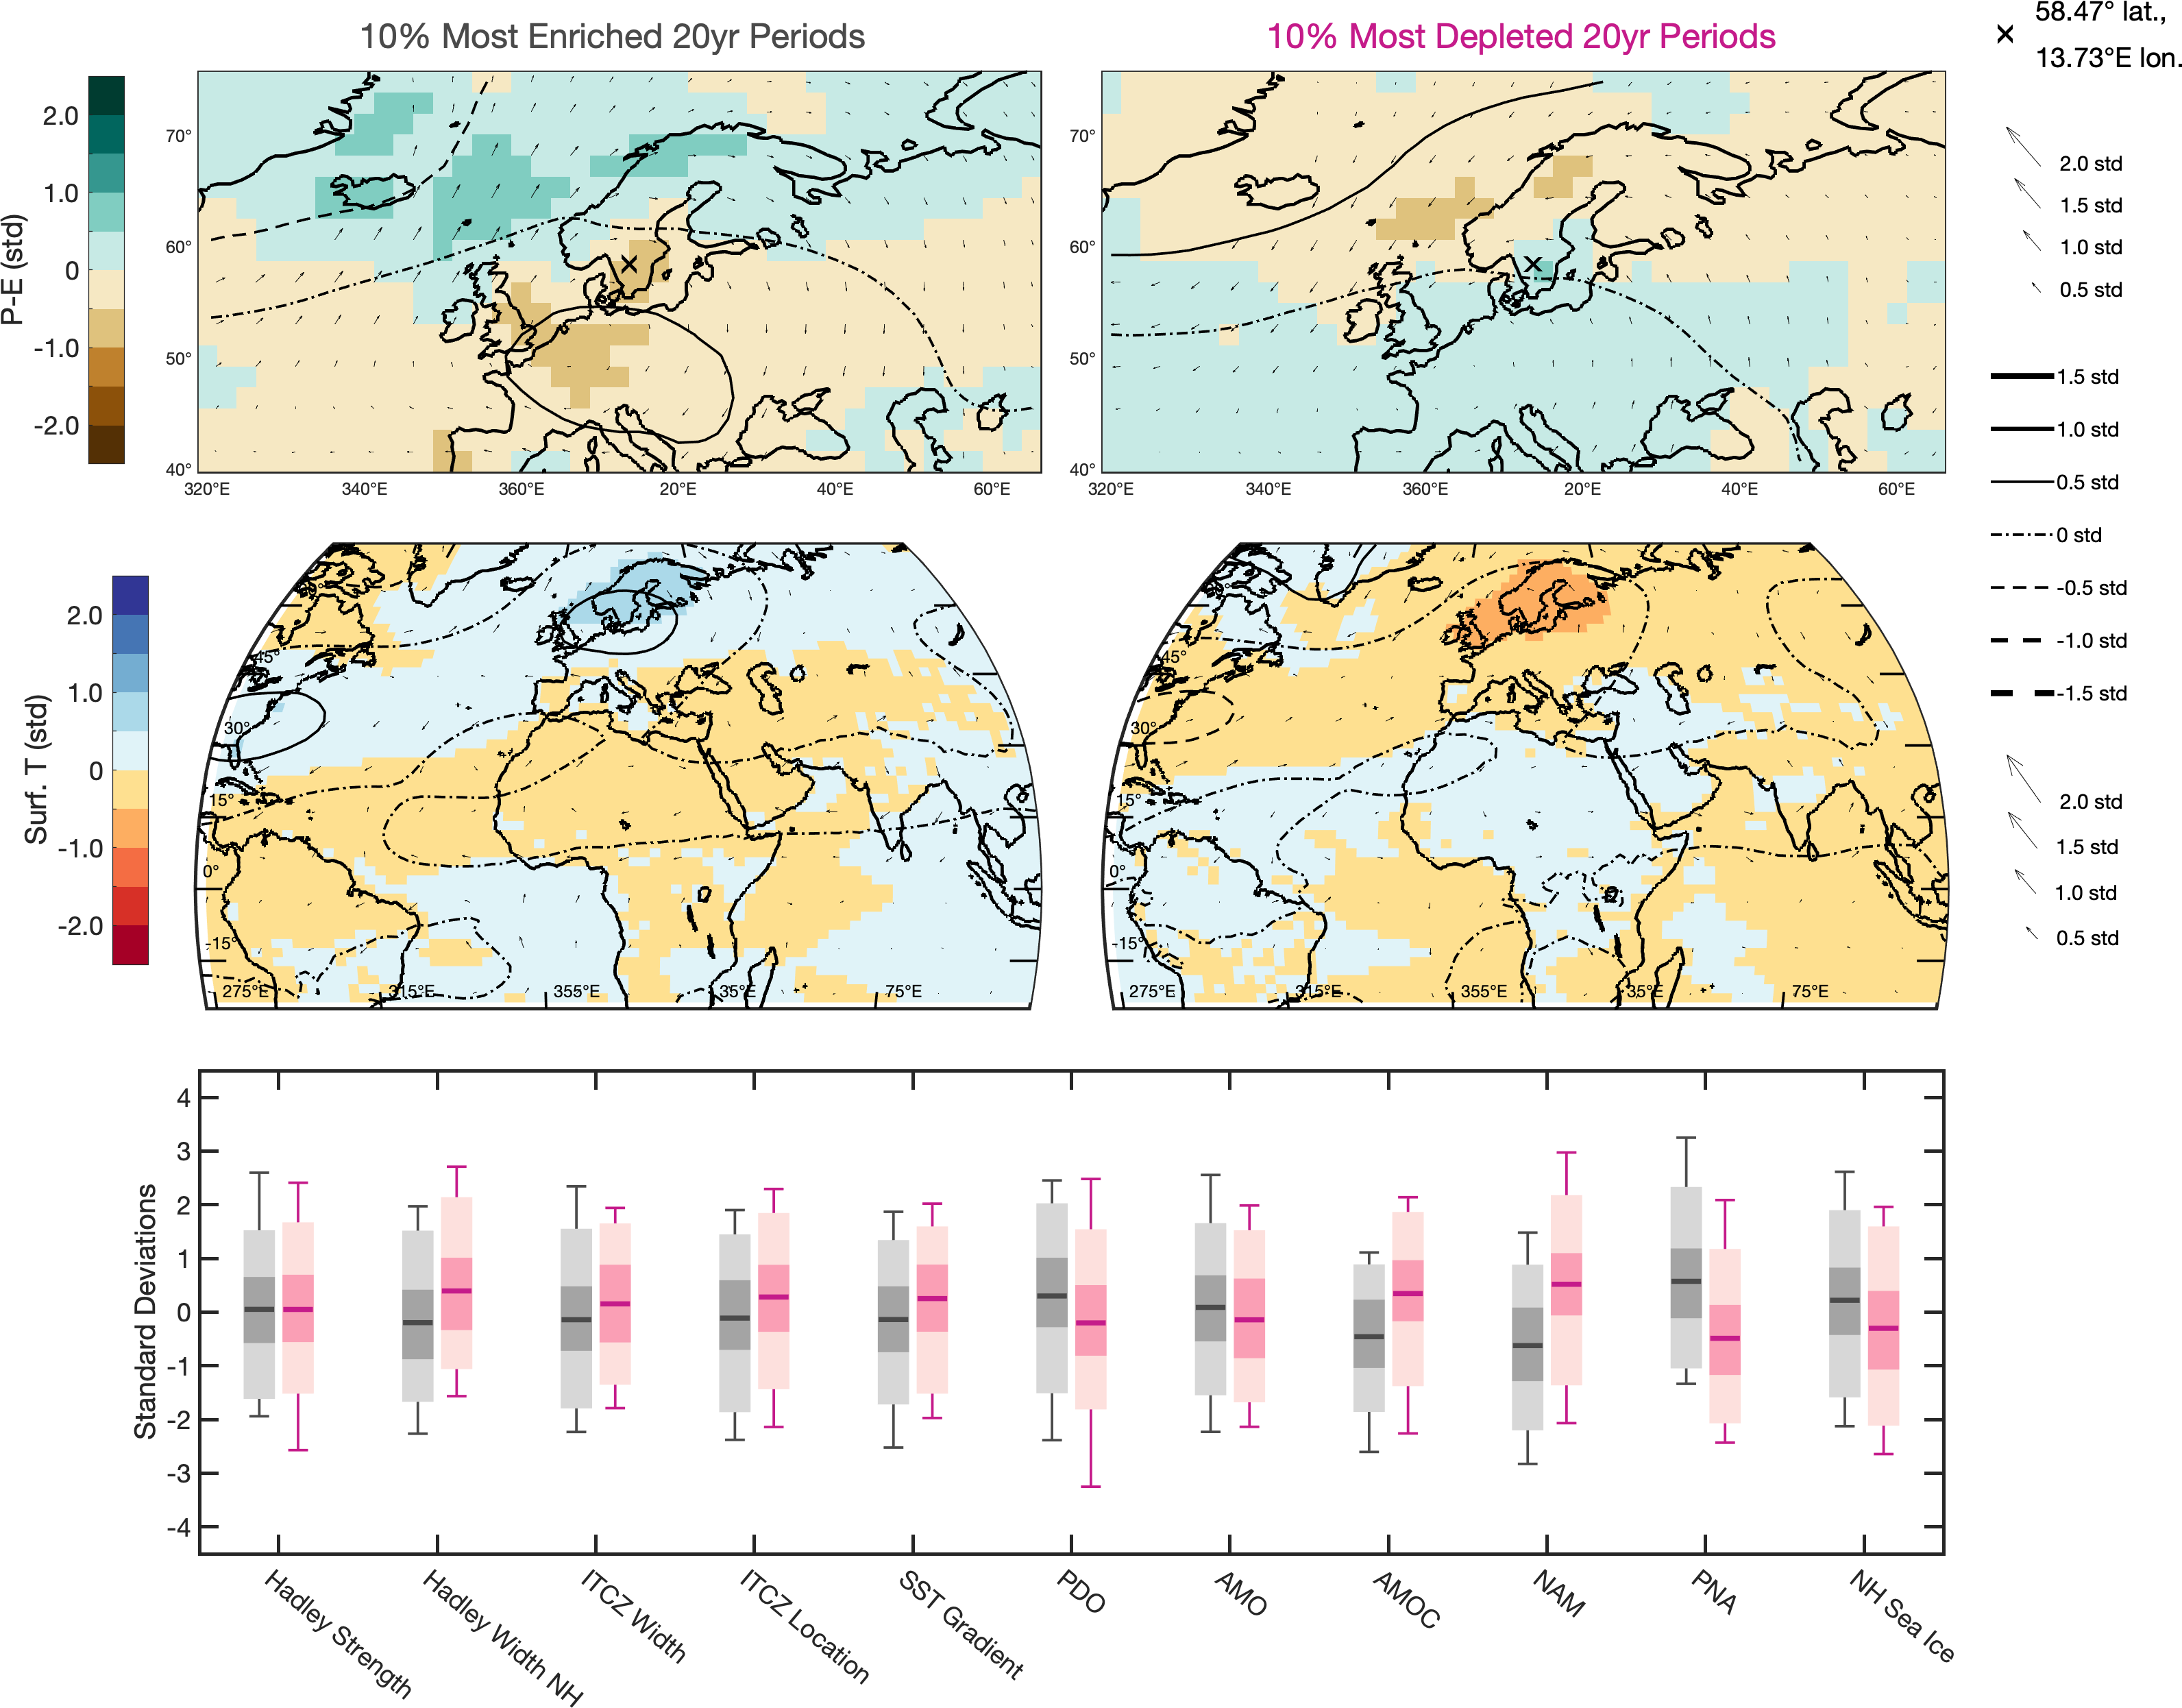 10% Most Enriched 20yr Periods
10% Most Depleted 20yr Periods
58.47° lat.,
13.73°E lon.
P-E (std)
2.0
1.0
0
-1.0
-2.0
70°
60°
50°
40°
320°E
340°E
360°E
20°E
40°E
60°E
70°
60°
50°
40°
320°E
340°E
360°E
20°E
40°E
60°E
2.0 std
1.5 std
1.0 std
0.5 std
1.5 std
1.0 std
0.5 std
0 std
-0.5 std
-1.0 std
-1.5 std
2.0 std
1.5 std
1.0 std
0.5 std
Surf. T (std)
2.0
1.0
0
-1.0
-2.0
45°
30°
15°
0°
-15°
275°E
315°E
355°E
35°E
75°E
45°
30°
15°
0°
-15°
275°E
315°E
355°E
35°E
75°E
Standard Deviations
4
3
2
1
0
-1
-2
-3
-4
Hadley Strength
Hadley Width NH
ITCZ Width
ITCZ Location
SST Gradient
PDO
AMO
AMOC
NAM
PNA
NH Sea Ice